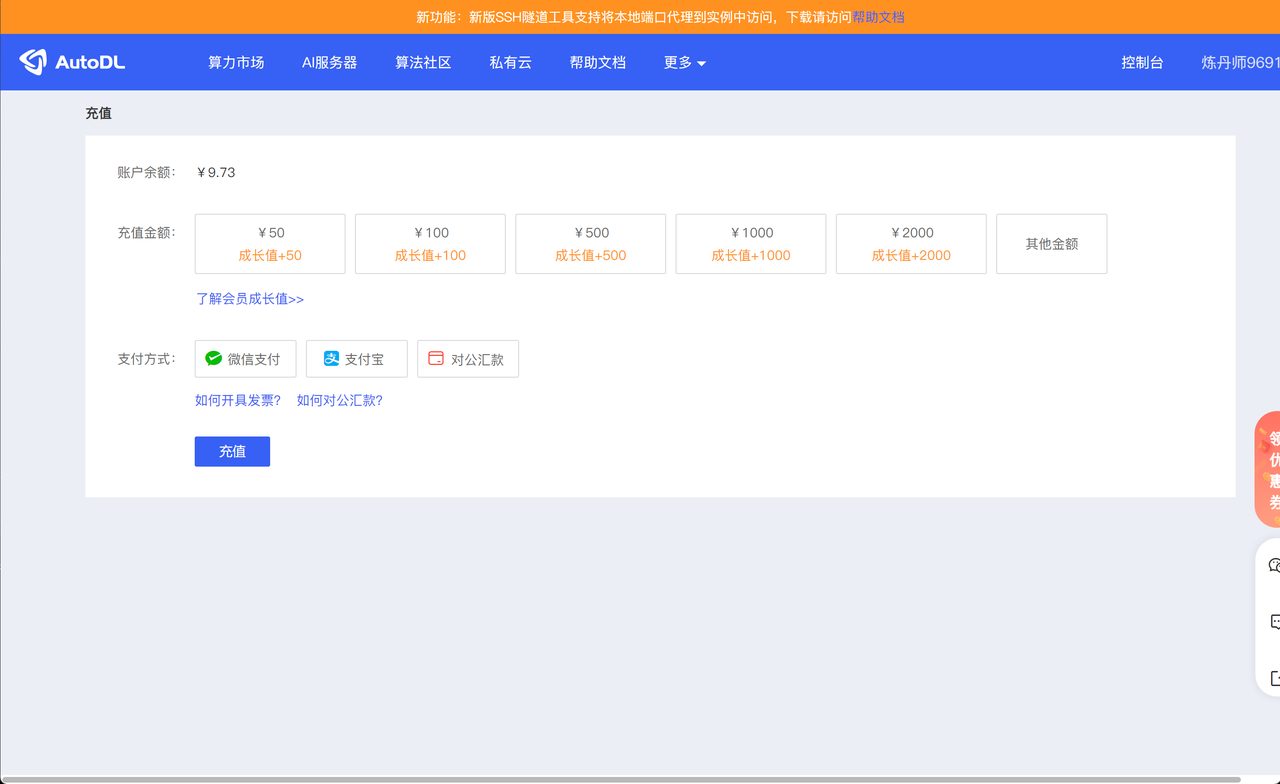 新功能：新版SSH隧道工具支持将本地端口代理到实例中访问，下载请访问帮助文档
AutoDL 算力市场 AI服务器 算法社区 私有云 帮助文档 更多 控制台 炼丹师9691
充值
账户余额： ￥9.73
充值金额： ￥50 ￥100 ￥500 ￥1000 ￥2000 其他金额
成长值+50 成长值+100 成长值+500 成长值+1000 成长值+2000
了解会员成长值>>
支付方式： 微信支付 支 支付宝 对公汇款
如何开具发票? 如何对公汇款?
充值
领
优
惠
券